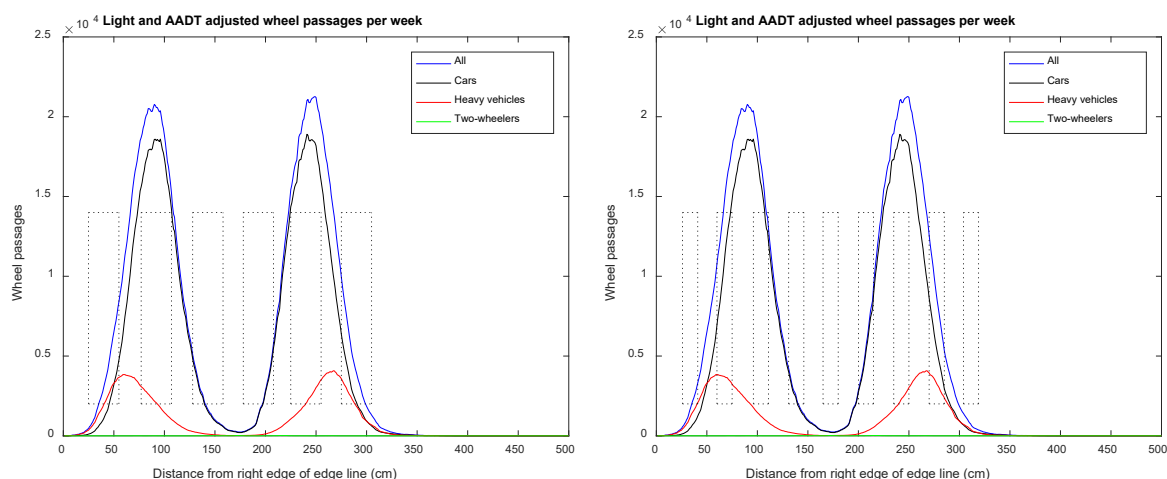 × 10 4 Light and AADT adjusted wheel passages per week
2.5
2
1.5
1
0.5
0
Wheel passages
All
Cars
Heavy vehicles
Two-wheelers
0 50 100 150 200 250 300 350 400 450 500
Distance from right edge of edge line (cm)
× 10 4 Light and AADT adjusted wheel passages per week
2.5
2
1.5
1
0.5
0
Wheel passages
All
Cars
Heavy vehicles
Two-wheelers
0 50 100 150 200 250 300 350 400 450 500
Distance from right edge of edge line (cm)